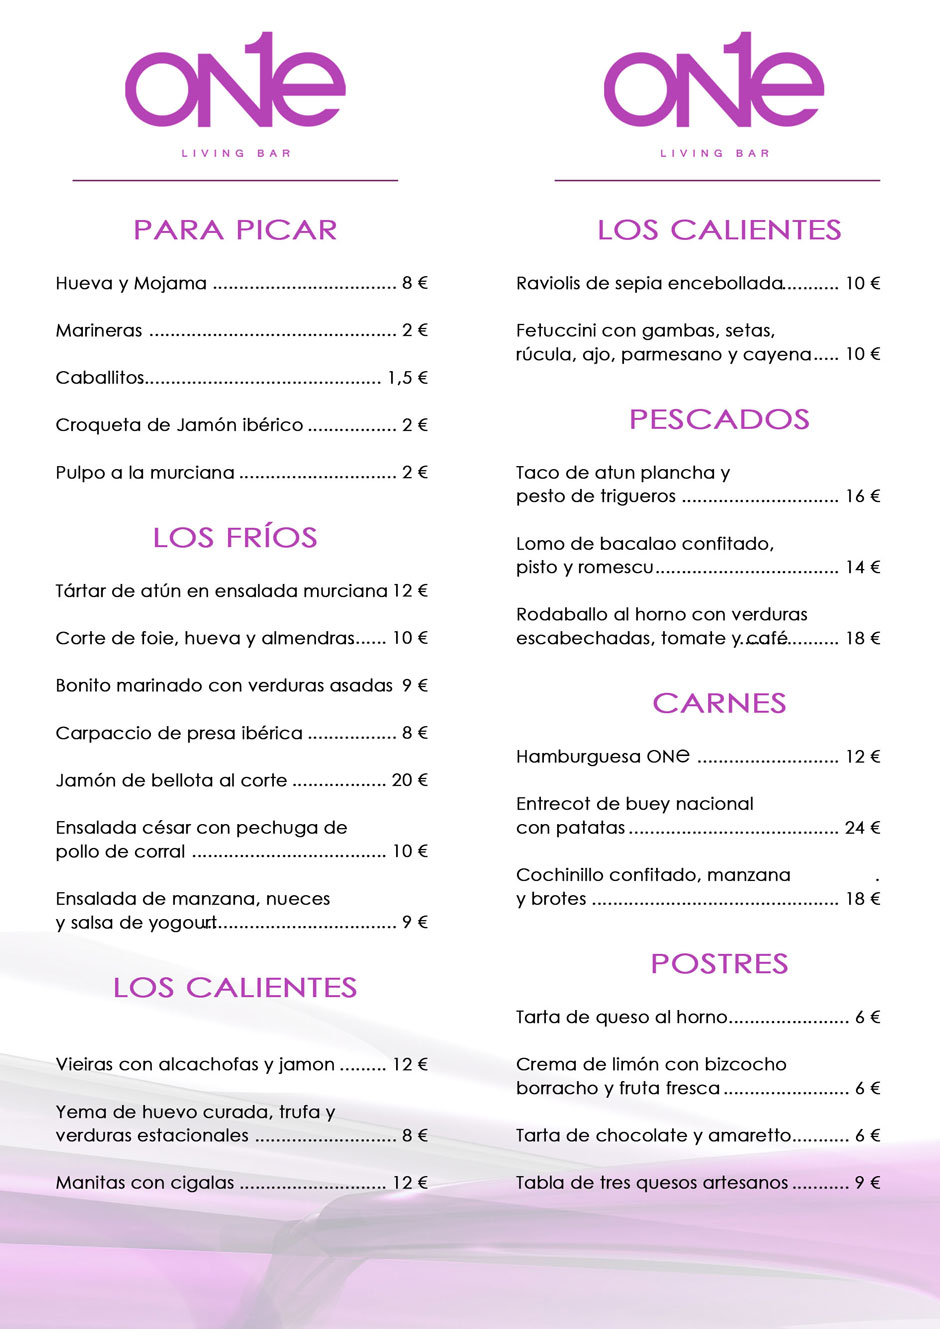 ON1e
LIVING BAR
PARA PICAR
Hueva y Mojama ................................... 8 €
Marineras ............................................... 2 €
Caballitos............................................. 1,5 €
Croqueta de Jamón ibérico ................. 2 €
Pulpo a la murciana .............................. 2 €
LOS FRÍOS
Tártar de atún en ensalada murciana 12 €
Corte de foie, hueva y almendras...... 10 €
Bonito marinado con verduras asadas 9 €
Carpaccio de presa ibérica ................. 8 €
Jamón de bellota al corte .................. 20 €
Ensalada césar con pechuga de
pollo de corral ..................................... 10 €
Ensalada de manzana, nueces
y salsa de yogourt..................................... 9 €
LOS CALIENTES
Vieiras con alcachofas y jamon ......... 12 €
Yema de huevo curada, trufa y
verduras estacionales ........................... 8 €
Manitas con cigalas ............................ 12 €
ON1e
LIVING BAR
LOS CALIENTES
Raviolis de sepia encebollada........... 10 €
Fetuccini con gambas, setas,
rúcula, ajo, parmesano y cayena..... 10 €
PESCADOS
Taco de atun plancha y
pesto de trigueros .............................. 16 €
Lomo de bacalao confitado,
pisto y romescu................................... 14 €
Rodaballo al horno con verduras
escabechadas, tomate y café.......... 18 €
CARNES
Hamburguesa ONe ........................... 12 €
Entrecot de buey nacional
con patatas ........................................ 24 €
Cochinillo confitado, manzana .
y brotes ............................................... 18 €
POSTRES
Tarta de queso al horno....................... 6 €
Crema de limón con bizcocho
borracho y fruta fresca ........................ 6 €
Tarta de chocolate y amaretto........... 6 €
Tabla de tres quesos artesanos ........... 9 €